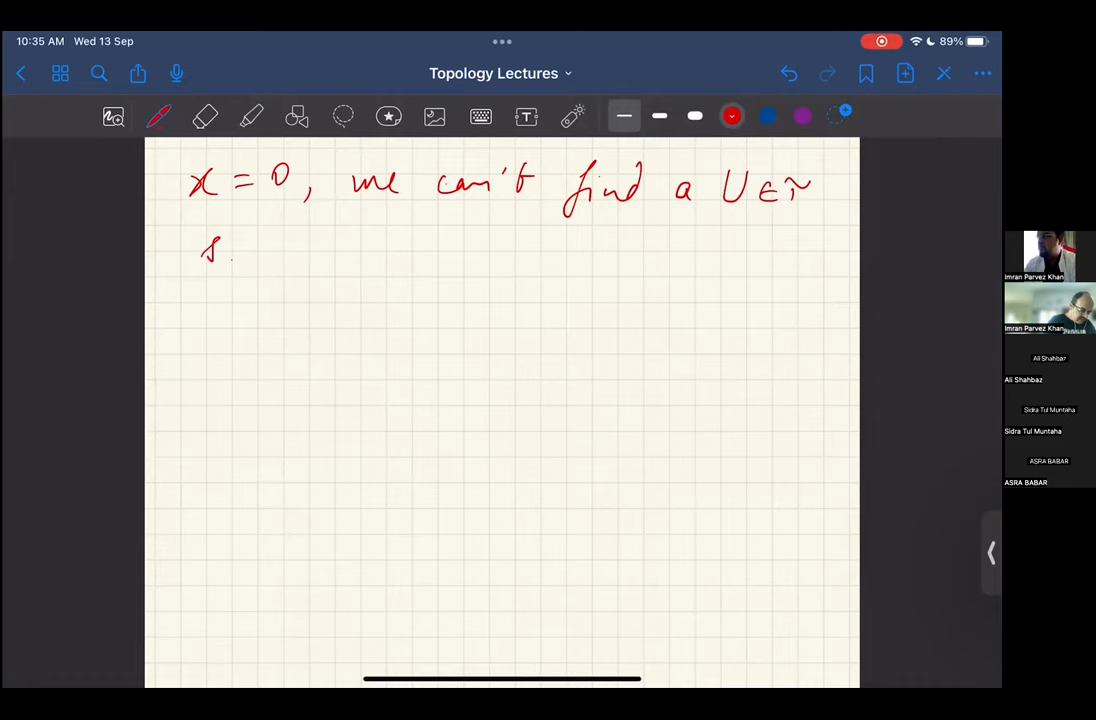 10:35 AM Wed 13 Sep
89%
Topology Lectures
T
x = 0, we can't find a U ∈ τ
s.
Imran Parvez Khan
Imran Parvez Khan
Ali Shahbaz
Ali Shahbaz
Sidra Tul Muntaha
Sidra Tul Muntaha
ASRA BABAR
ASRA BABAR